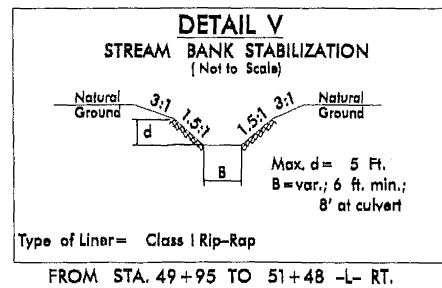 DETAIL V
STREAM BANK STABILIZATION
(Not to Scale)
Natural
Ground
3:1
1.5:1
1.5:1
3:1
Natural
Ground
d
B
Max. d= 5 Ft.
B=var.; 6 ft. min.;
8' at culvert
Type of Liner= Class I Rip-Rap
FROM STA. 49+95 TO 51+48 -L- RT.